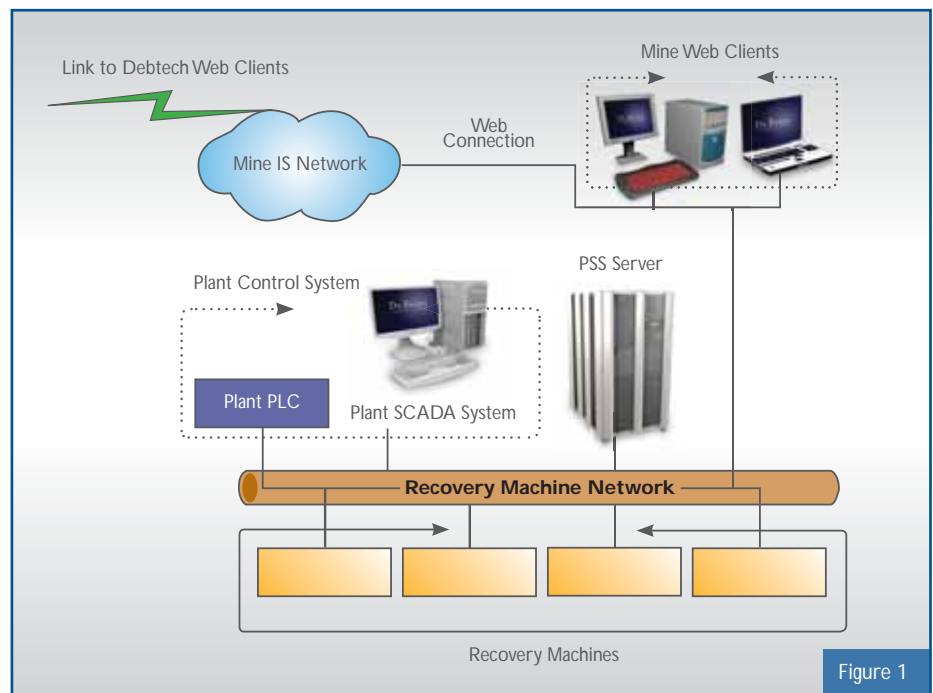 Mine Web Clients
Link to Debtech Web Clients
Web
Connection
Mine IS Network
PSS Server
Plant Control System
Plant PLC
Plant SCADA System
Recovery Machine Network
Recovery Machines
Figure 1